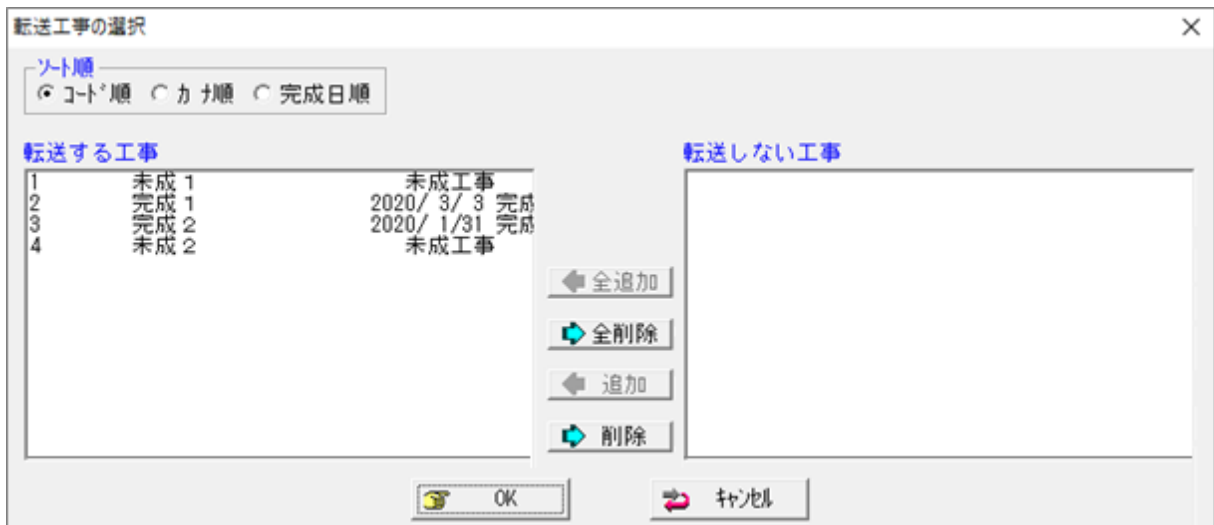 転送工事の選択
ソート順
コード順 カナ順 完成日順
転送する工事
転送しない工事
1 未成1 未成工事
2 完成1 2020/ 3/ 3 完成
3 完成2 2020/ 1/31 完成
4 未成2 未成工事
全追加
全削除
追加
削除
OK
キャンセル